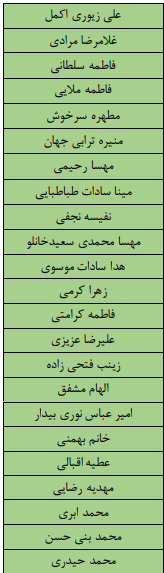 علی زیوری اکمل
غلامرضا مرادی
فاطمه سلطانی
فاطمه ملایی
مطهره سرخوش
منیره ترابی جهان
مهسا رحیمی
مینا سادات طباطبایی
نفیسه نجفی
مهسا محمدی سعیدخانلو
هدا سادات موسوی
زهرا کرمی
فاطمه کرامتی
علیرضا عزیزی
زینب فتحی زاده
الهام مشفق
امیر عباس نوری بیدار
خانم بهمنی
عطیه اقبالی
مهدیه رضایی
محمد ابری
محمد بنی حسن
محمد حیدری